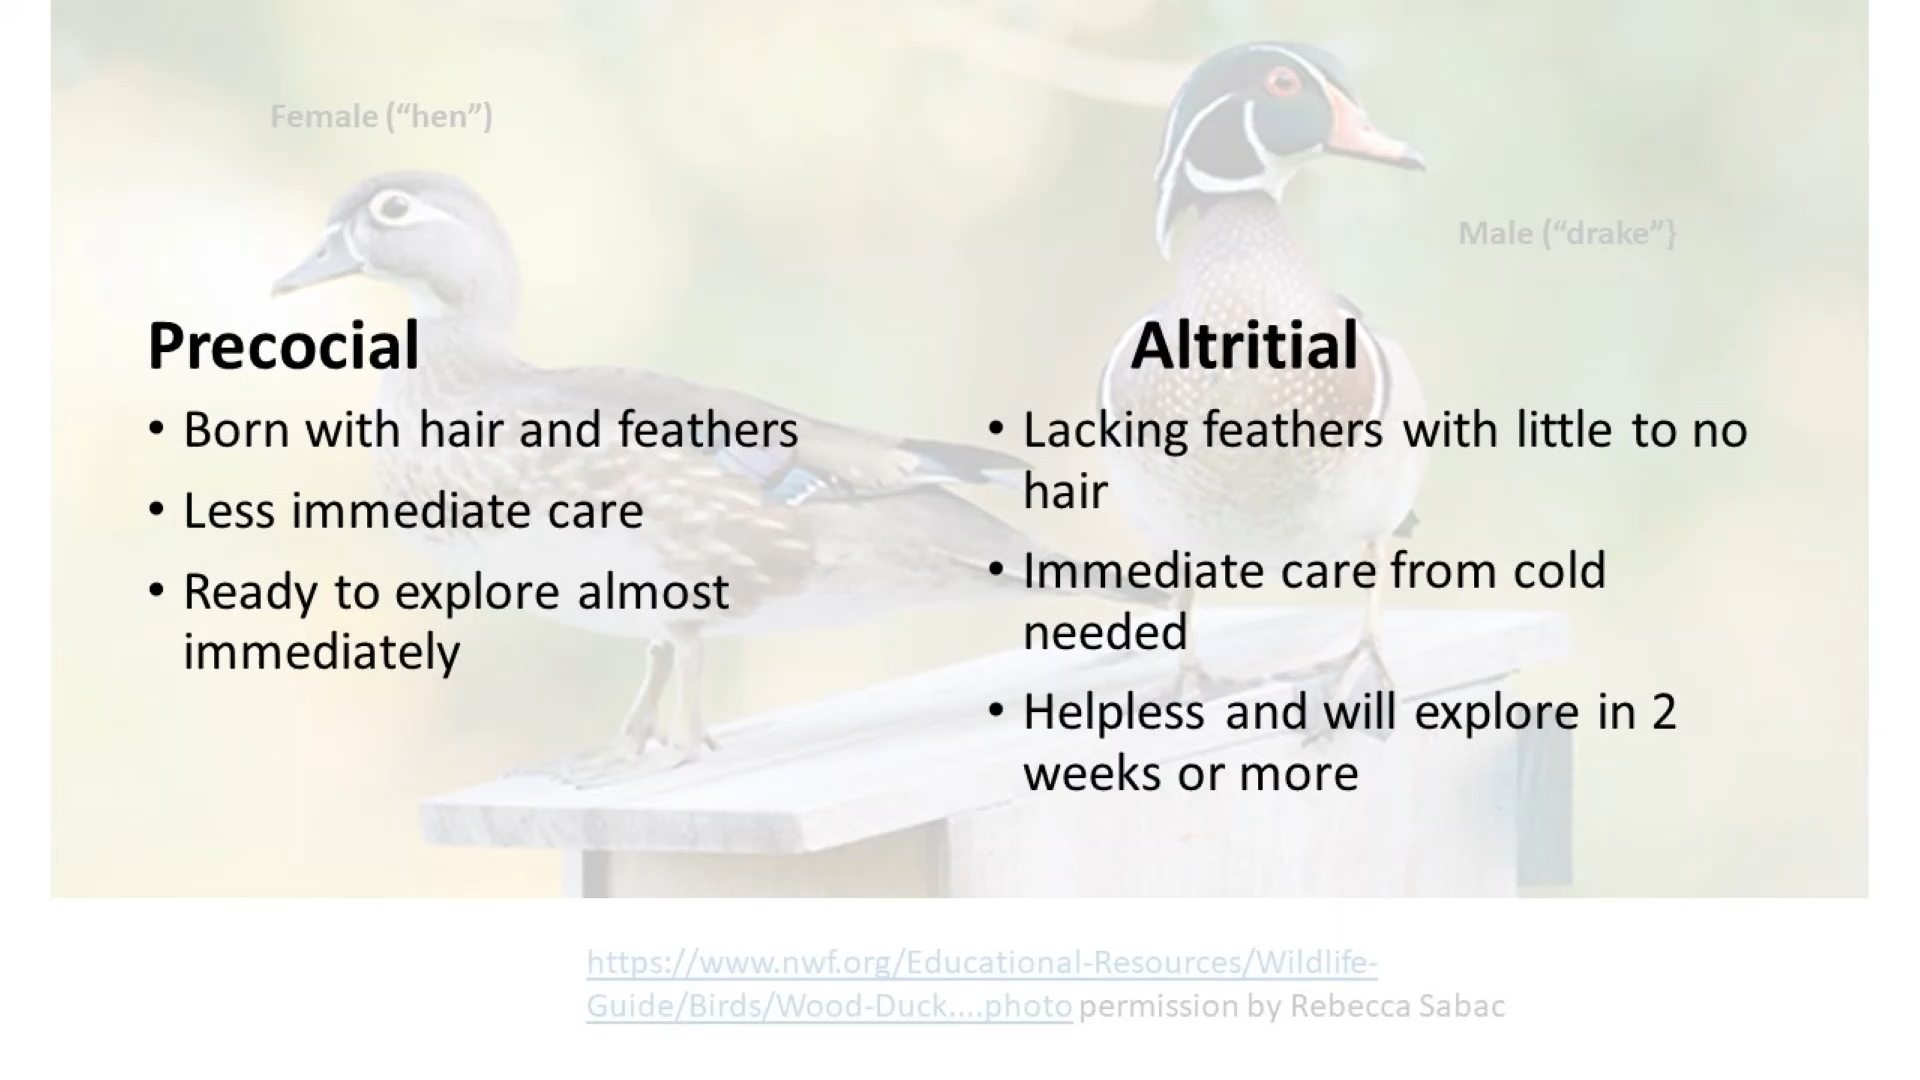 Female (“hen”)
Male (“drake”}
Precocial
• Born with hair and feathers
• Less immediate care
• Ready to explore almost
immediately
Altritial
• Lacking feathers with little to no
hair
• Immediate care from cold
needed
• Helpless and will explore in 2
weeks or more
https://www.nwf.org/Educational-Resources/Wildlife-
Guide/Birds/Wood-Duck....photo permission by Rebecca Sabac